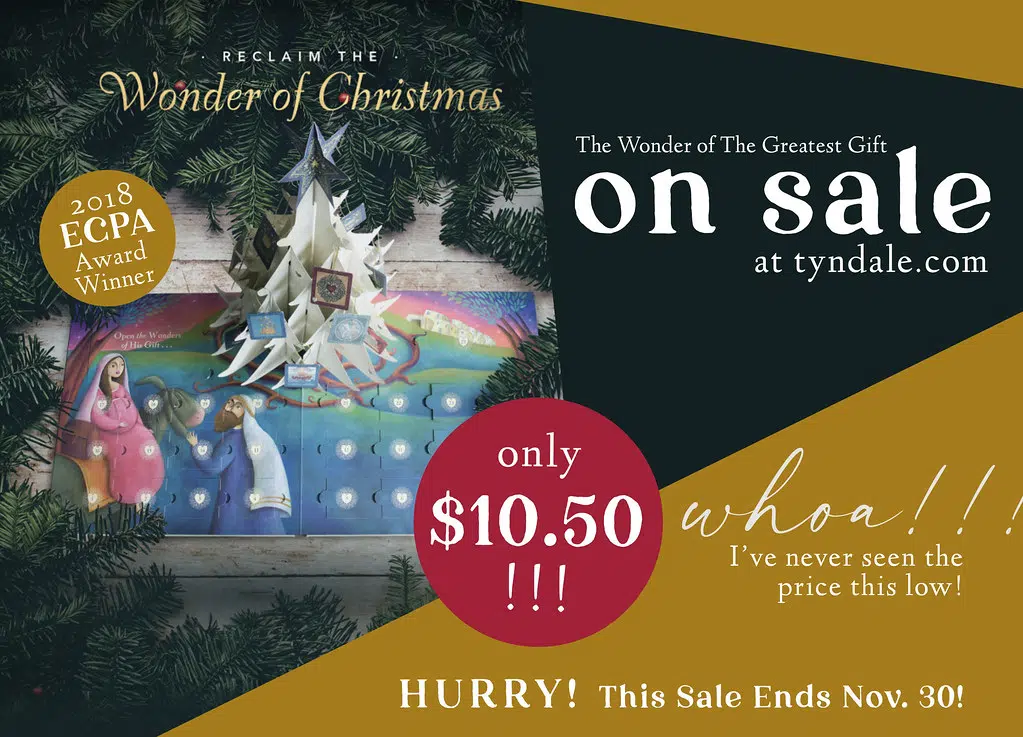 · RECLAIM THE ·
Wonder of Christmas
2018
ECPA
Award
Winner
Open the Wonders
of His Gift . . .
The Wonder of The Greatest Gift
on sale
at tyndale.com
only
$10.50
!!!
whoa!!!
I've never seen the
price this low!
HURRY! This Sale Ends Nov. 30!